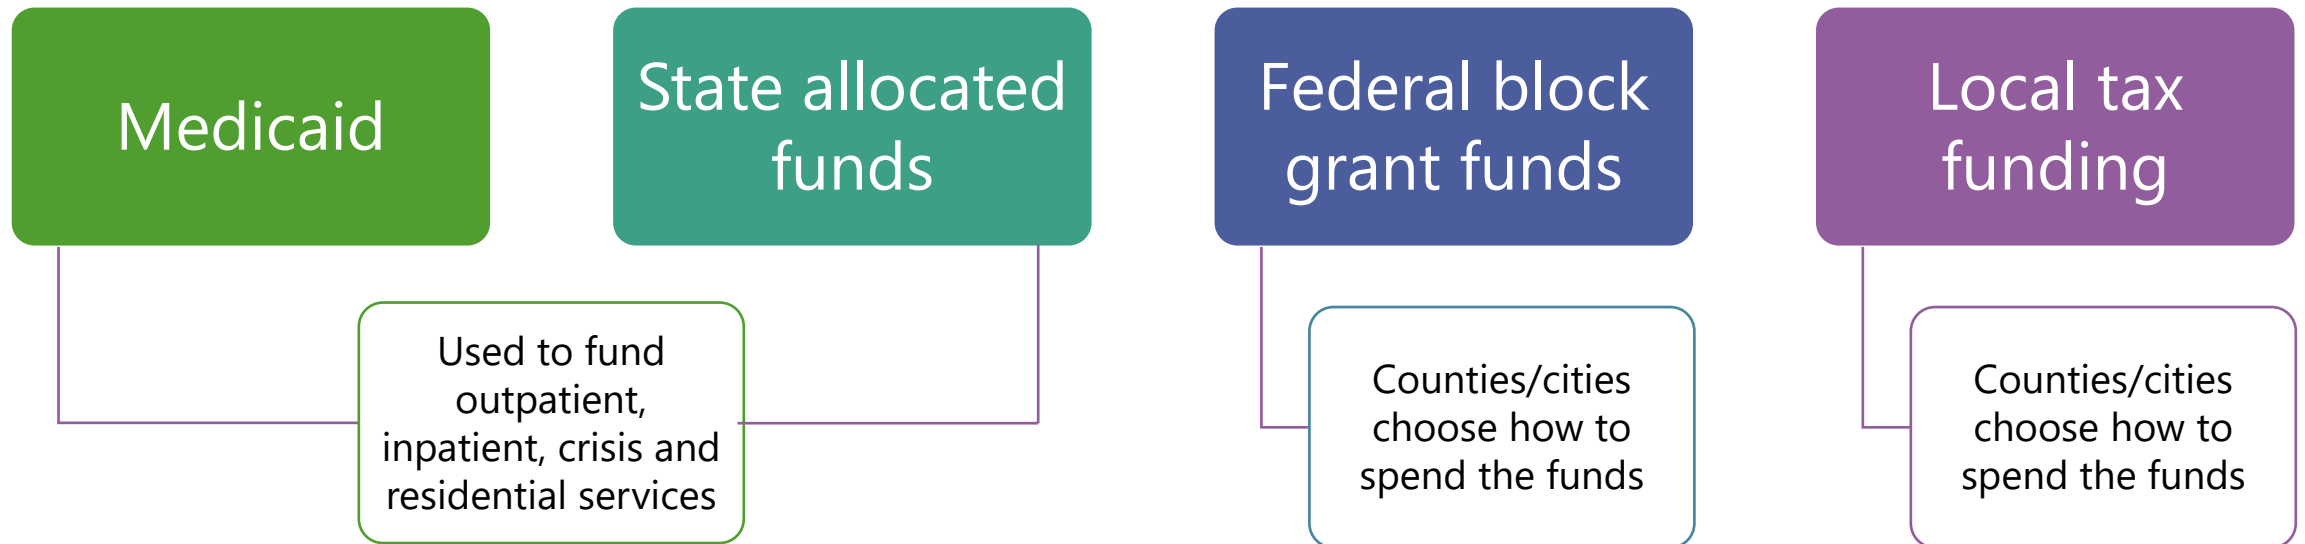 Medicaid
State allocated
funds
Federal block
grant funds
Local tax
funding
Used to fund
outpatient,
inpatient, crisis and
residential services
Counties/cities
choose how to
spend the funds
Counties/cities
choose how to
spend the funds